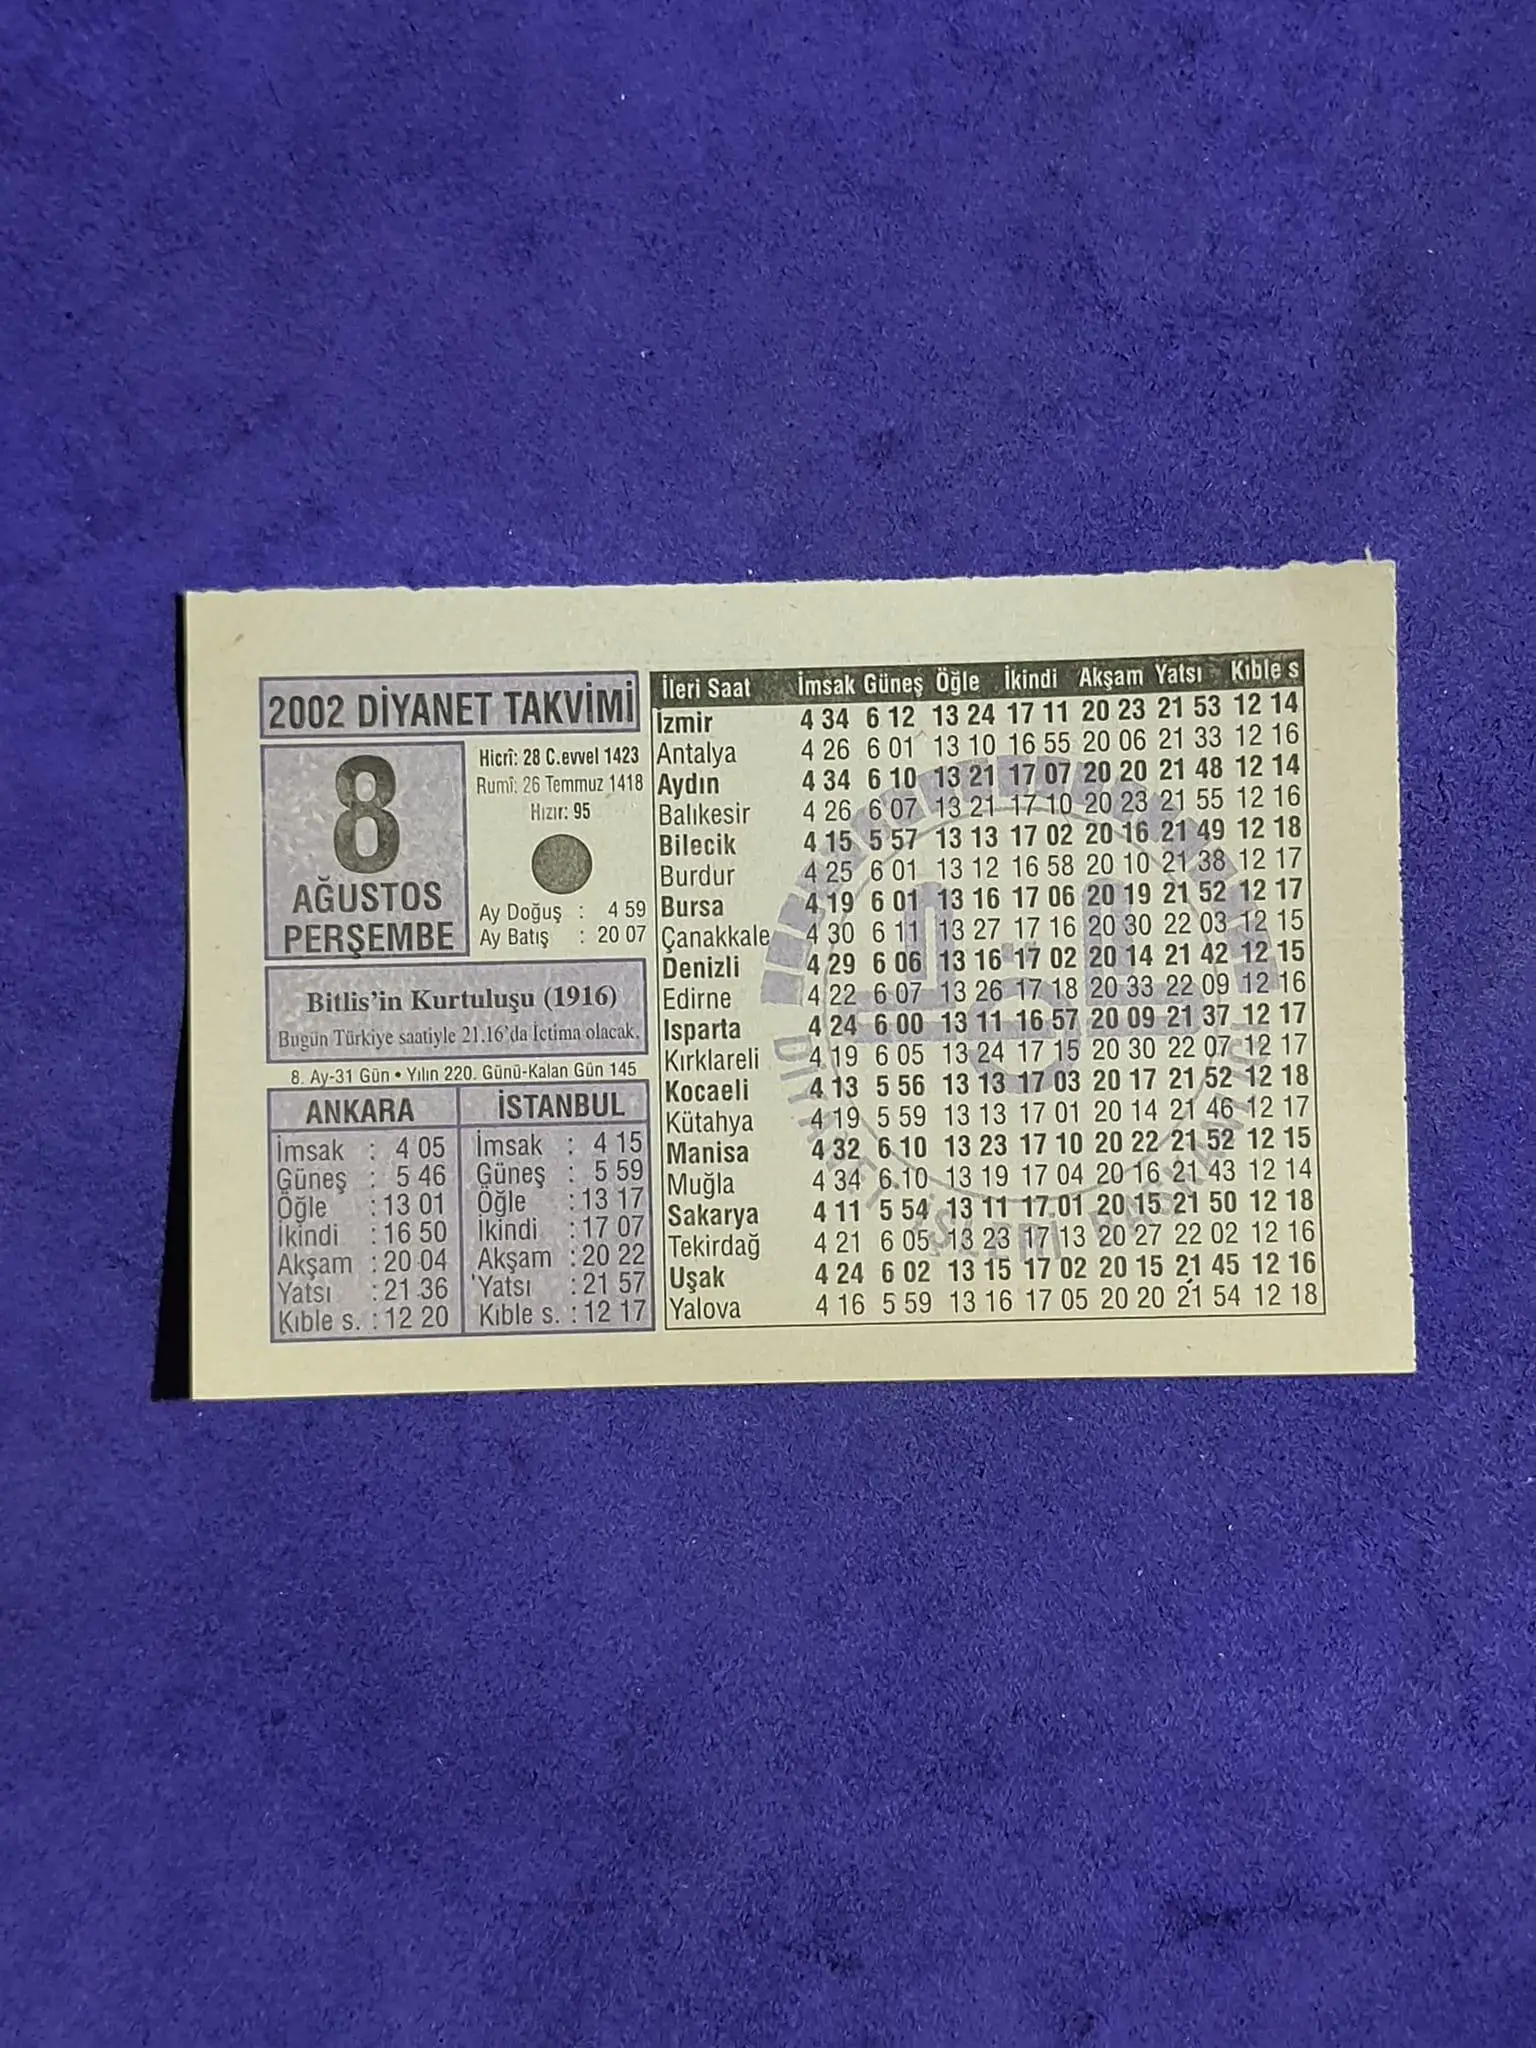 2002 DİYANET TAKVİMİ
8
AĞUSTOS
PERŞEMBE
Hicrî: 28 C.evvel 1423
Rumî: 26 Temmuz 1418
Hızır: 95
Ay Doğuş : 4 59
Ay Batış : 20 07
Bitlis'in Kurtuluşu (1916)
Bugün Türkiye saatiyle 21.16'da İctima olacak.
8. Ay-31 Gün • Yılın 220. Günü-Kalan Gün 145
ANKARA
İmsak : 4 05
Güneş : 5 46
Öğle : 13 01
İkindi : 16 50
Akşam : 20 04
Yatsı : 21 36
Kıble s. : 12 20
İSTANBUL
İmsak : 4 15
Güneş : 5 59
Öğle : 13 17
İkindi : 17 07
Akşam : 20 22
Yatsı : 21 57
Kıble s. : 12 17
İleri Saat İmsak Güneş Öğle İkindi Akşam Yatsı Kıble s
İzmir 4 34 6 12 13 24 17 11 20 23 21 53 12 14
Antalya 4 26 6 01 13 10 16 55 20 06 21 33 12 16
Aydın 4 34 6 10 13 21 17 07 20 20 21 48 12 14
Balıkesir 4 26 6 07 13 21 17 10 20 23 21 55 12 16
Bilecik 4 15 5 57 13 13 17 02 20 16 21 49 12 18
Burdur 4 25 6 01 13 12 16 58 20 10 21 38 12 17
Bursa 4 19 6 01 13 16 17 06 20 19 21 52 12 17
Çanakkale 4 30 6 11 13 27 17 16 20 30 22 03 12 15
Denizli 4 29 6 06 13 16 17 02 20 14 21 42 12 15
Edirne 4 22 6 07 13 26 17 18 20 33 22 09 12 16
Isparta 4 24 6 00 13 11 16 57 20 09 21 37 12 17
Kırklareli 4 19 6 05 13 24 17 15 20 30 22 07 12 17
Kocaeli 4 13 5 56 13 13 17 03 20 17 21 52 12 18
Kütahya 4 19 5 59 13 13 17 01 20 14 21 46 12 17
Manisa 4 32 6 10 13 23 17 10 20 22 21 52 12 15
Muğla 4 34 6 10 13 19 17 04 20 16 21 43 12 14
Sakarya 4 11 5 54 13 11 17 01 20 15 21 50 12 18
Tekirdağ 4 21 6 05 13 23 17 13 20 27 22 02 12 16
Uşak 4 24 6 02 13 15 17 02 20 15 21 45 12 16
Yalova 4 16 5 59 13 16 17 05 20 20 21 54 12 18
DİYANET İŞLERİ BAŞKANLIĞI